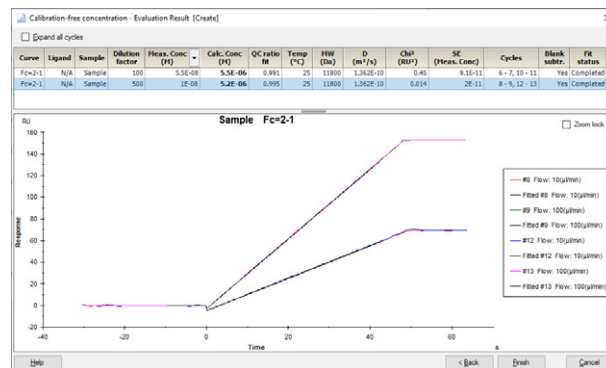 Calibration-free concentration - Evaluation Result [Create]
Expand all cycles
Curve Ligand Sample Dilution factor Meas. Conc (M) Calc. Conc (M) QC ratio fit Temp (°C) MW (Da) D (m²/s) Chi² (RU²) SE (Meas. Conc) Cycles Blank subtr. Fit status
Fc=2-1 N/A Sample 100 5.5E-08 5.5E-06 0.991 25 11800 1.362E-10 0.45 9.1E-11 6 - 7, 10 - 11 Yes Completed
Fc=2-1 N/A Sample 500 1E-08 5.2E-06 0.995 25 11800 1.362E-10 0.014 2E-11 8 - 9, 12 - 13 Yes Completed
Sample Fc=2-1
Zoom lock
RU
160
140
120
100
80
60
40
20
0
-20
Response
-40 -20 0 20 40 60 80
Time
s
#8 Flow: 10(µl/min)
Fitted #8 Flow: 10(µl/min)
#9 Flow: 100(µl/min)
Fitted #9 Flow: 100(µl/min)
#12 Flow: 10(µl/min)
Fitted #12 Flow: 10(µl/min)
#13 Flow: 100(µl/min)
Fitted #13 Flow: 100(µl/min)
Help
< Back
Finish
Cancel